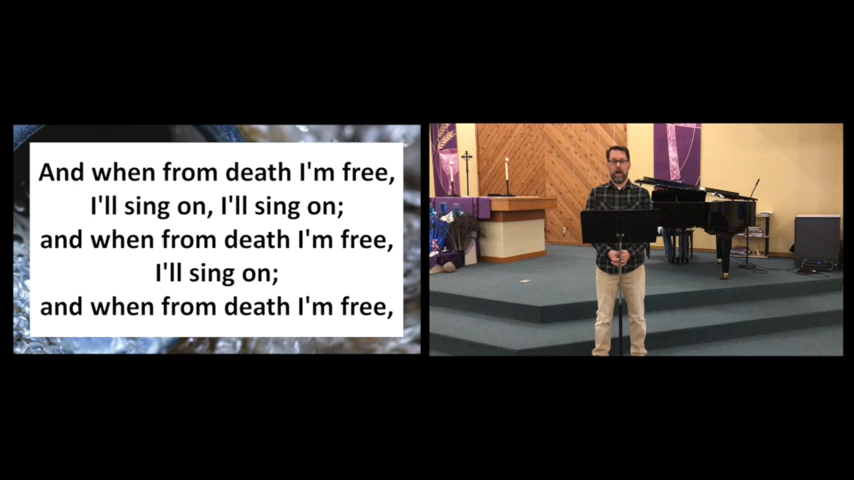 And when from death I'm free,
I'll sing on, I'll sing on;
and when from death I'm free,
I'll sing on;
and when from death I'm free,